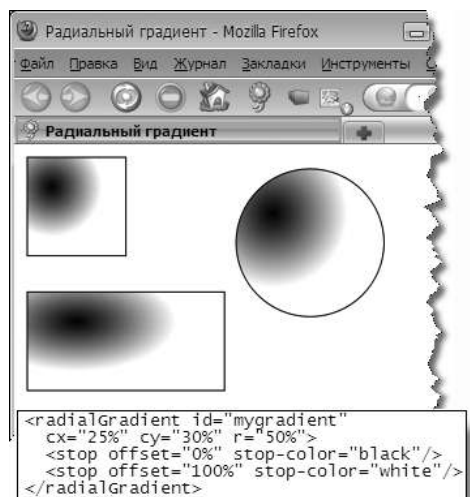 Радиальный градиент - Mozilla Firefox
Файл Правка Вид Журнал Закладки Инструменты С
Радиальный градиент
<radialGradient id="mygradient"
cx="25%" cy="30%" r="50%">
<stop offset="0%" stop-color="black"/>
<stop offset="100%" stop-color="white"/>
</radialGradient>